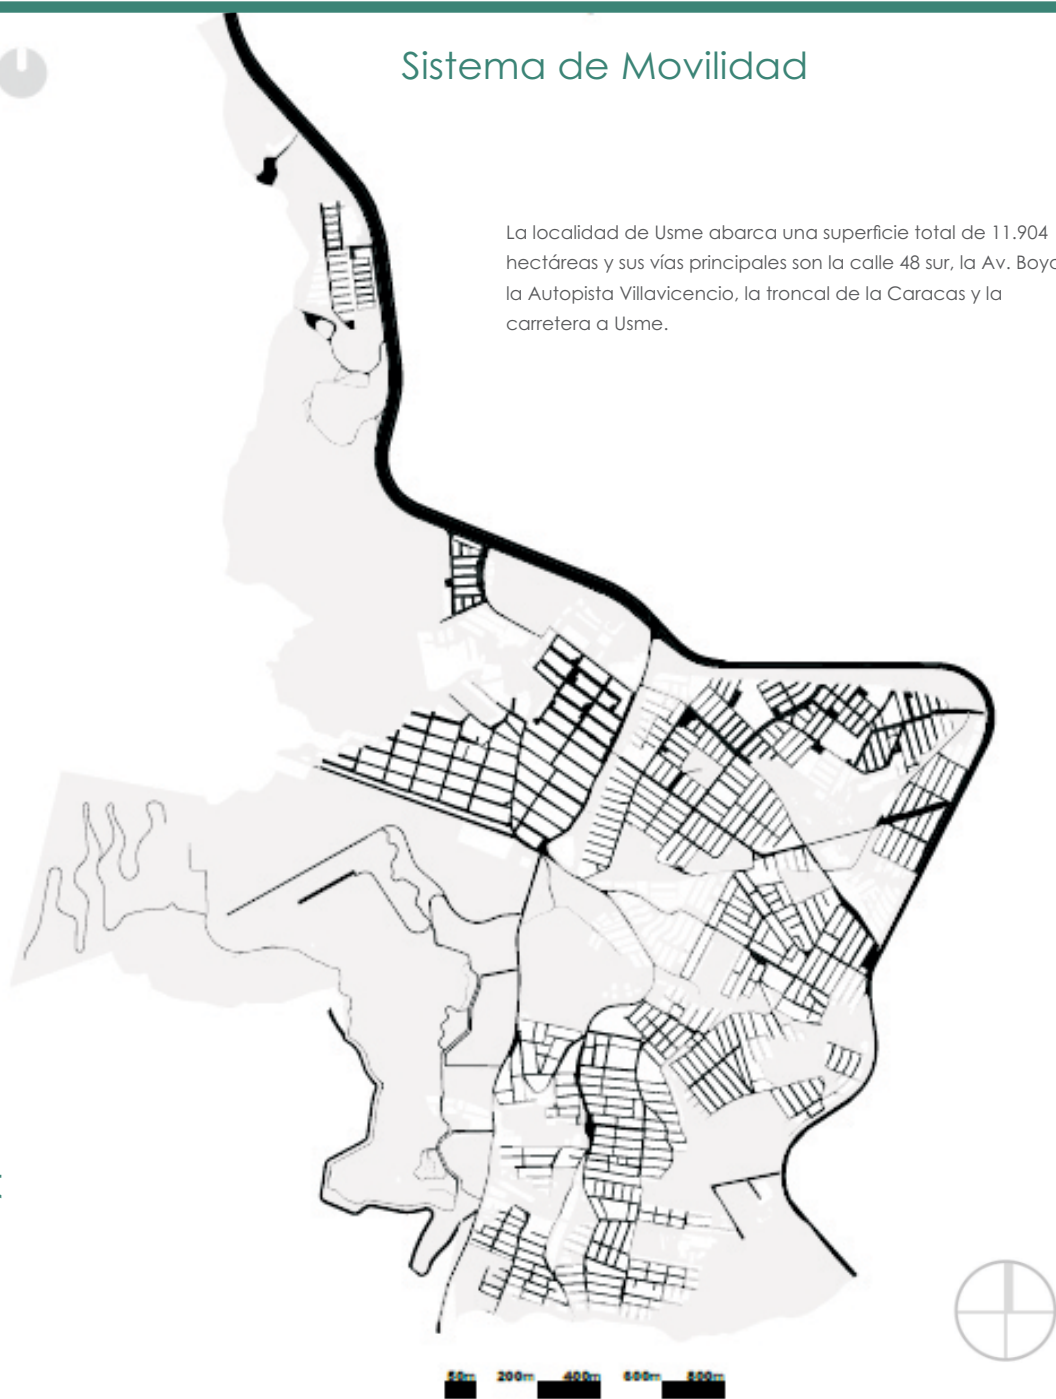 Sistema de Movilidad
La localidad de Usme abarca una superficie total de 11.904
hectáreas y sus vías principales son la calle 48 sur, la Av.
la Autopista Villavicencio, la troncal de la Caracas y la
carretera a Usme.
50m 200m 400m 600m 800m